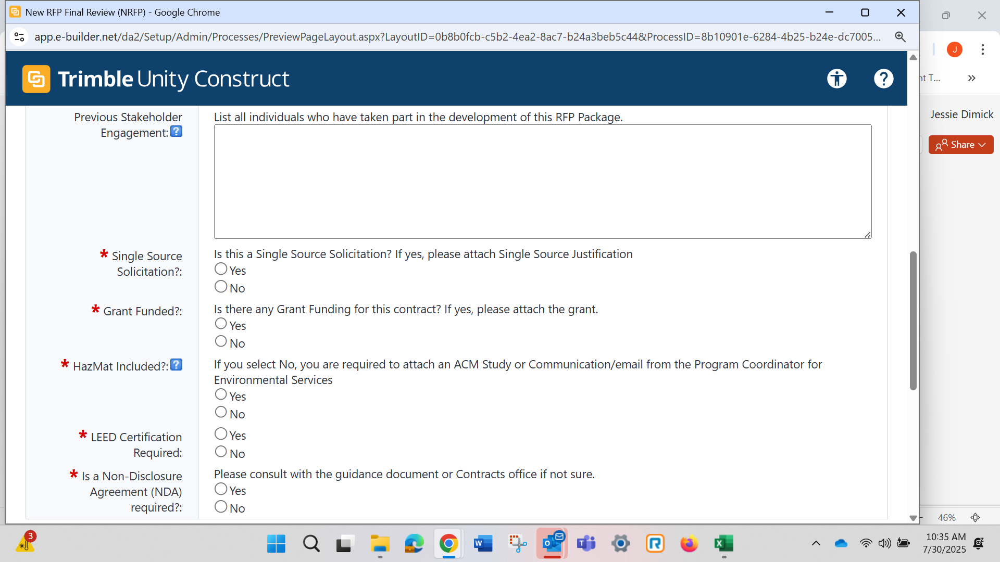 New RFP Final Review (NRFP) - Google Chrome
app.e-builder.net/da2/Setup/Admin/Processes/PreviewPageLayout.aspx?LayoutID=0b8b0fcb-c5b2-4ea2-8ac7-b24a3beb5c44&ProcessID=8b10901e-6284-4b25-b24e-dc7005...
J
Trimble Unity Construct
?
nt T...
Jessie Dimick
Share
Previous Stakeholder
Engagement: ?
List all individuals who have taken part in the development of this RFP Package.
* Single Source
Solicitation?:
Is this a Single Source Solicitation? If yes, please attach Single Source Justification
Yes
No
* Grant Funded?:
Is there any Grant Funding for this contract? If yes, please attach the grant.
Yes
No
* HazMat Included?: ?
If you select No, you are required to attach an ACM Study or Communication/email from the Program Coordinator for
Environmental Services
Yes
No
* LEED Certification
Required:
Yes
No
* Is a Non-Disclosure
Agreement (NDA)
required?:
Please consult with the guidance document or Contracts office if not sure.
Yes
No
46%
3
10:35 AM
7/30/2025